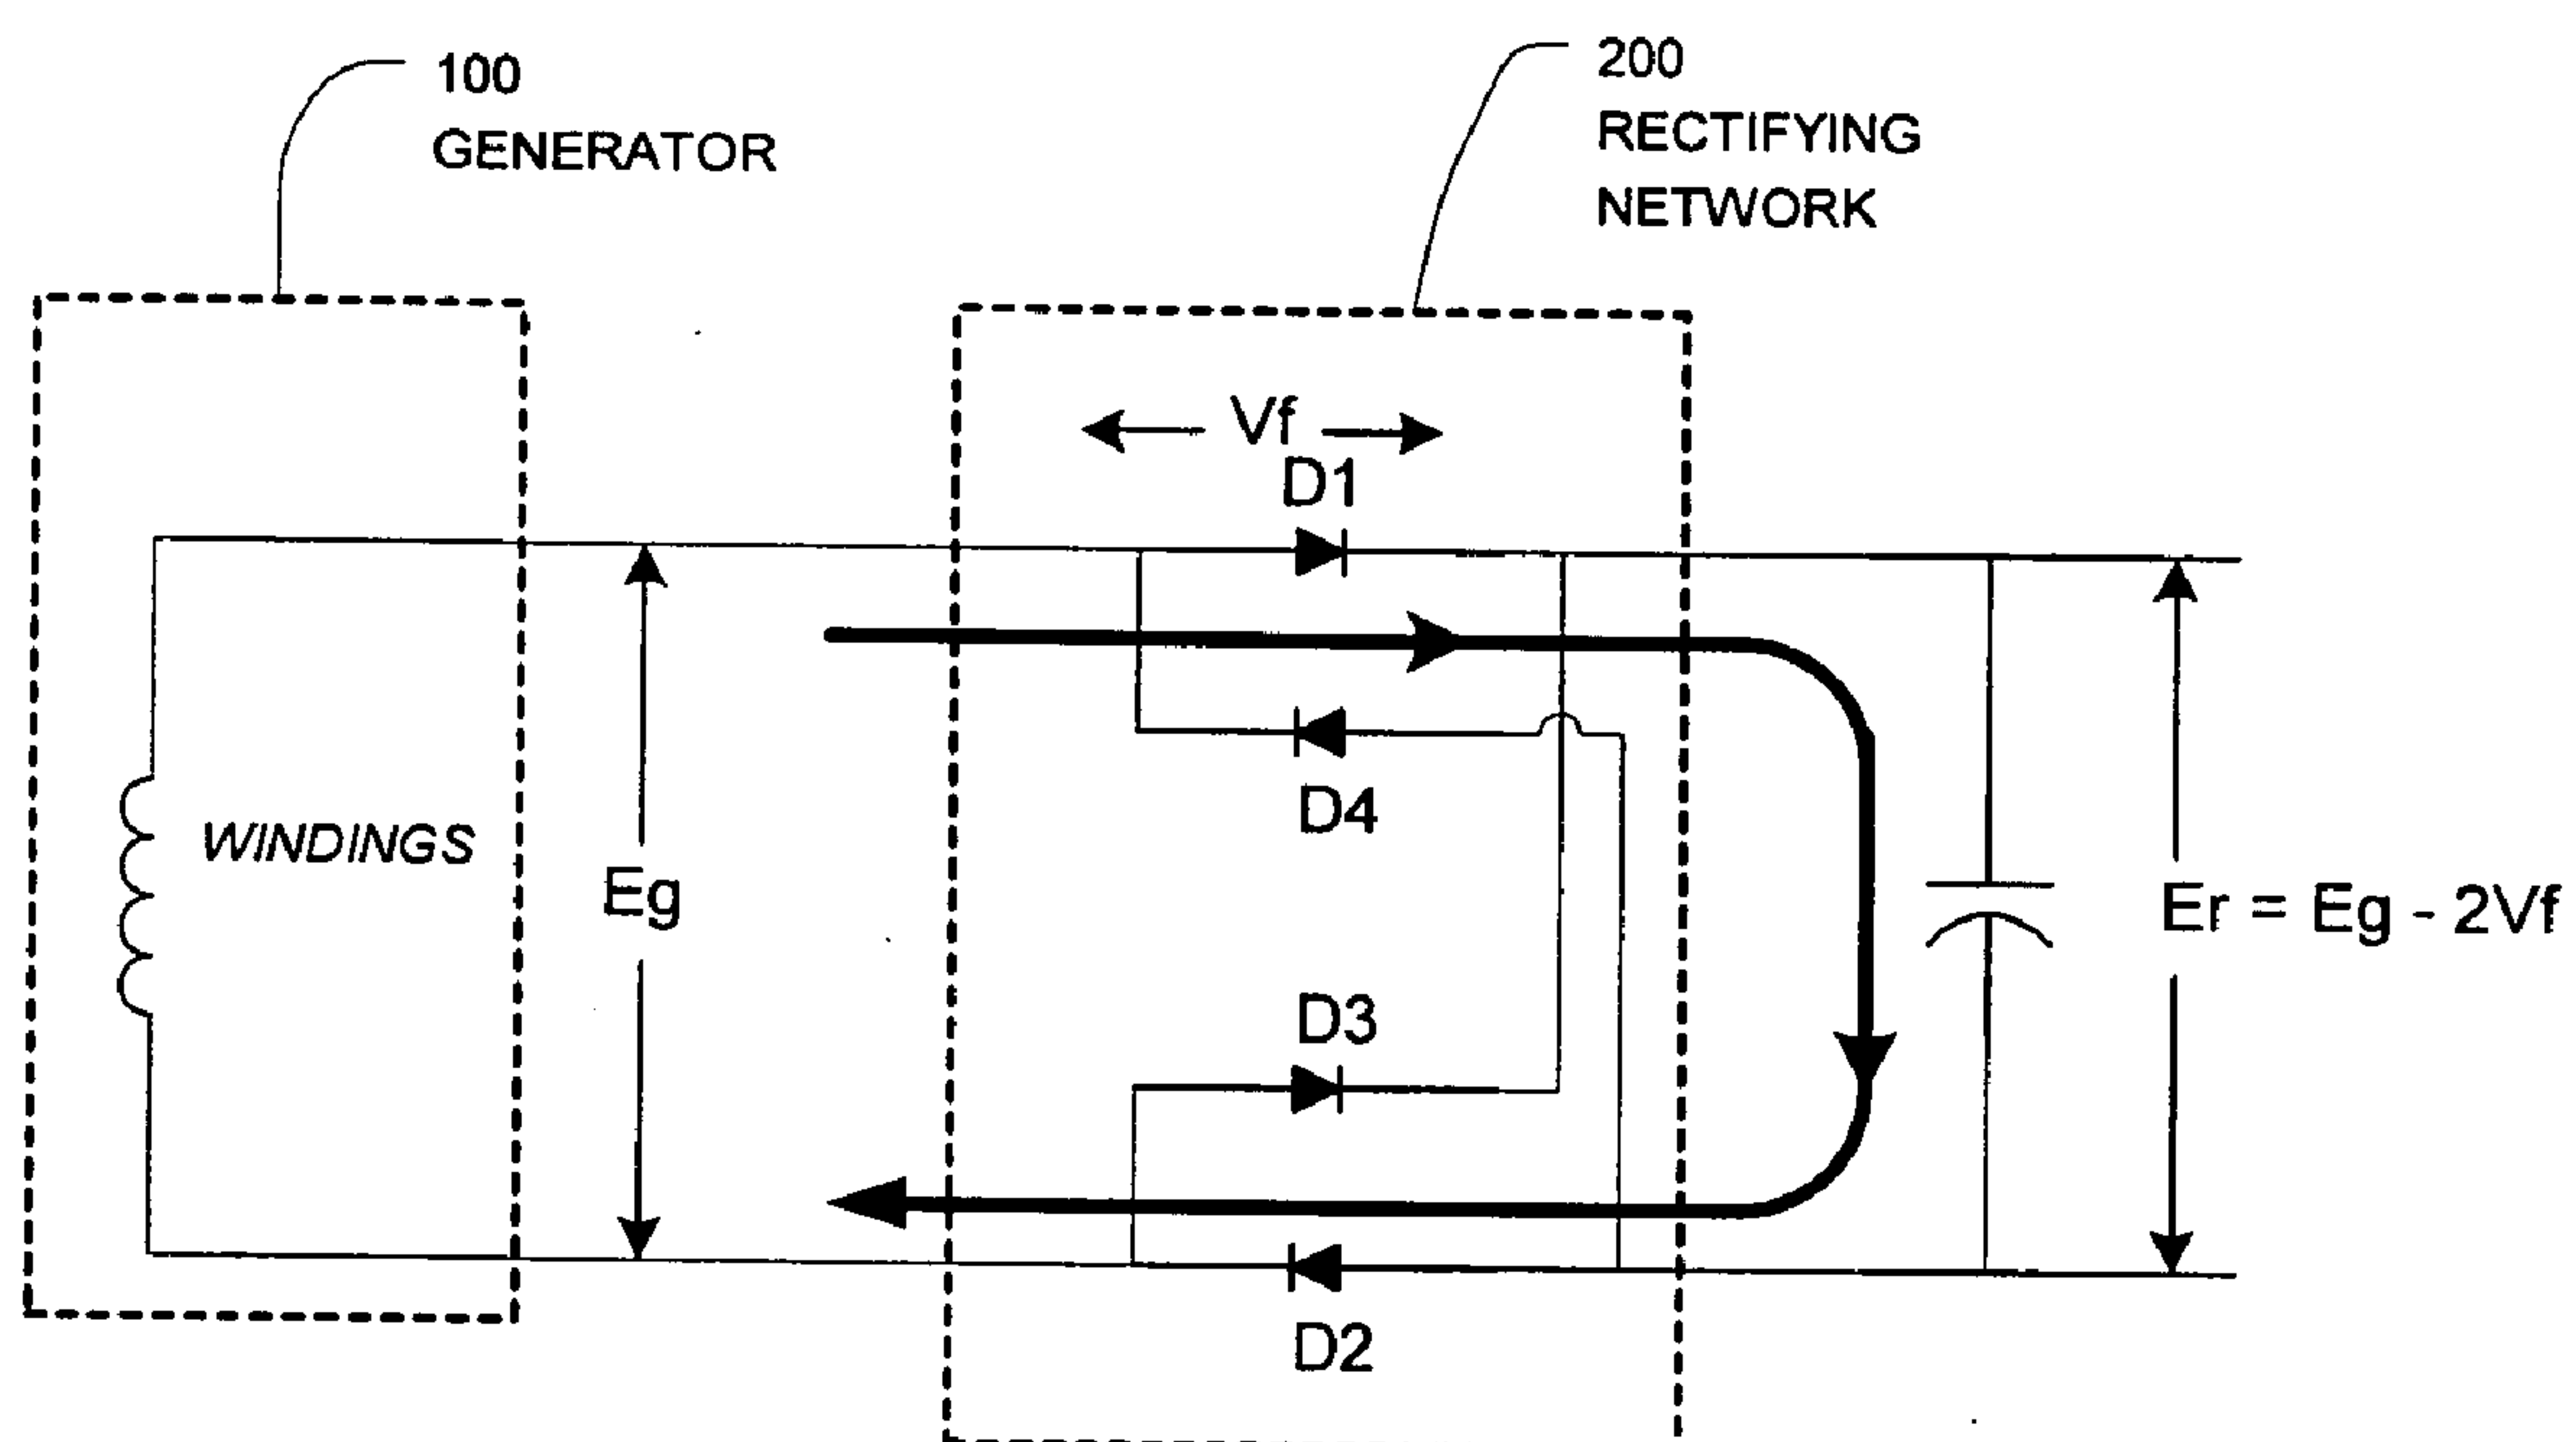 100
GENERATOR
200
RECTIFYING
NETWORK
Vf
D1
D4
WINDINGS
Eg
Er = Eg - 2Vf
D3
D2